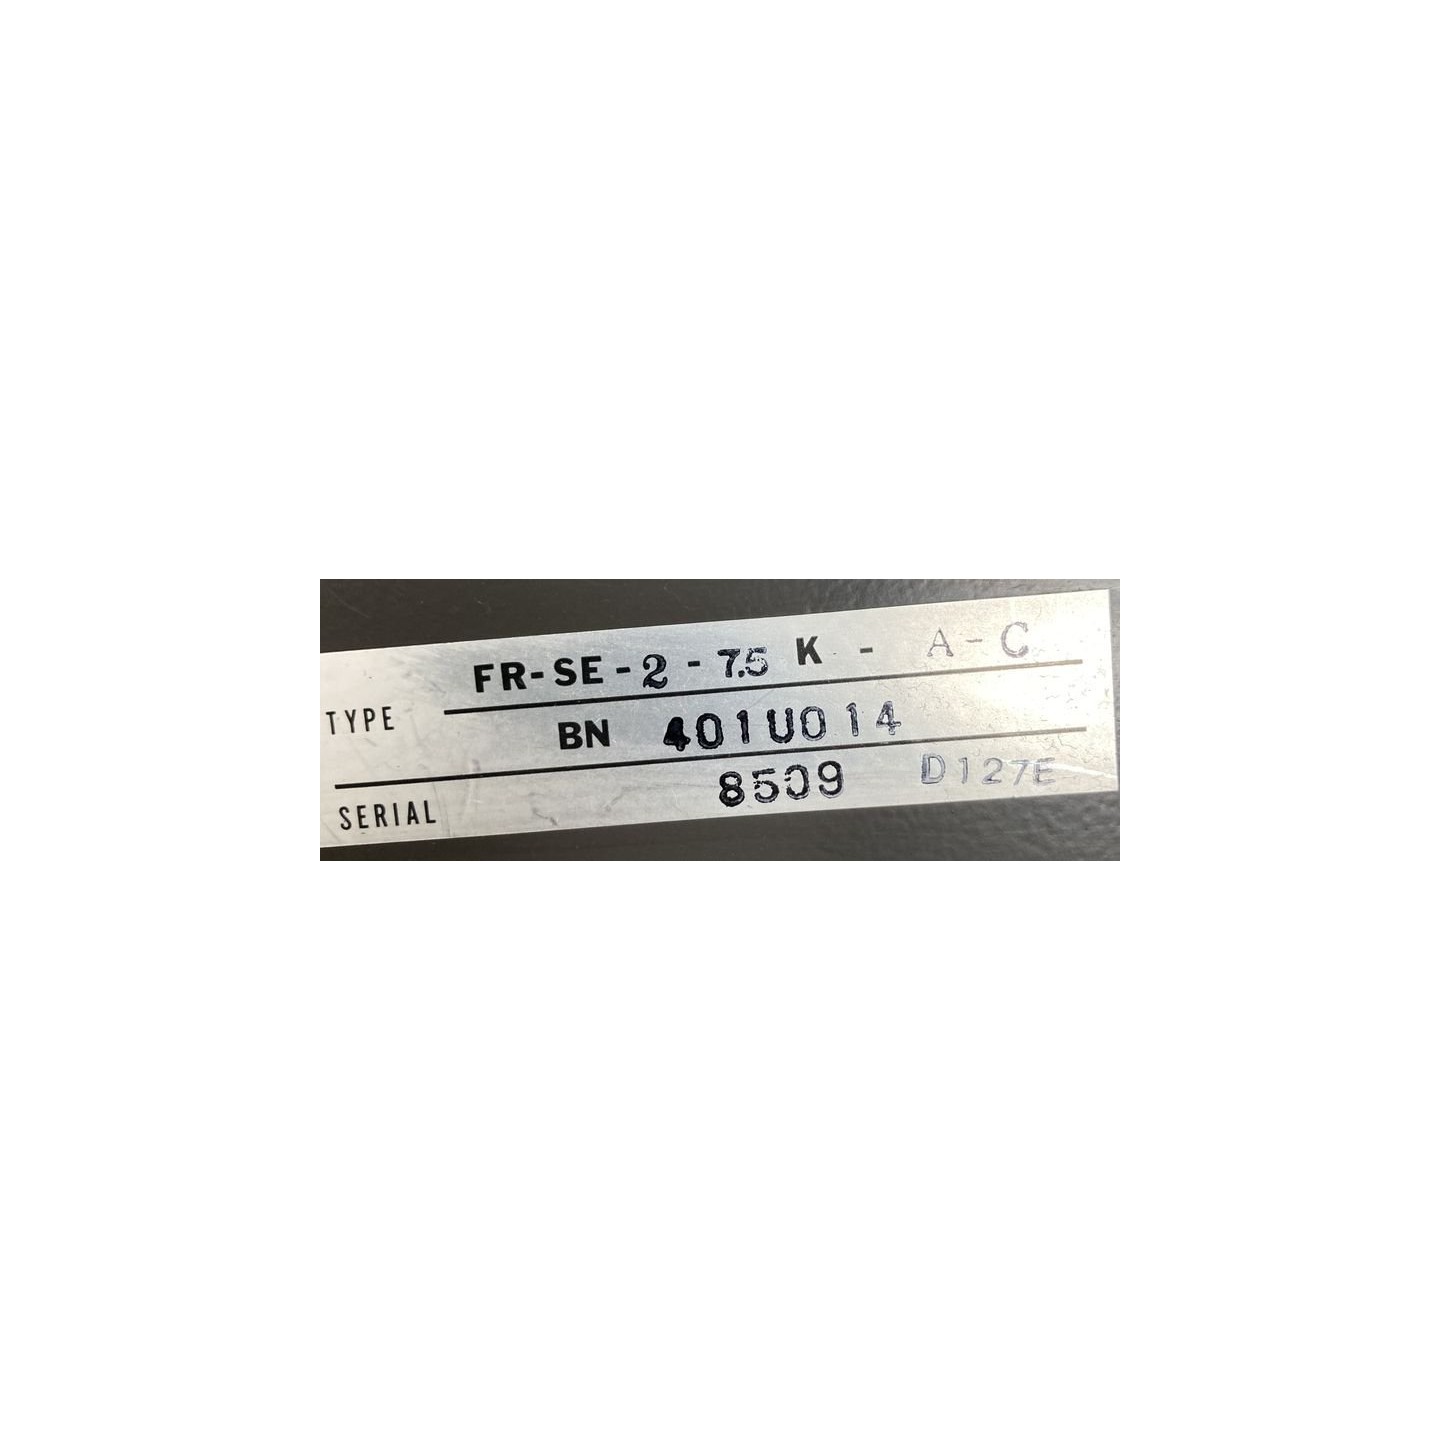 TYPE FR-SE-2-7.5 K - A-C
BN 401U014
SERIAL 8509 D127E